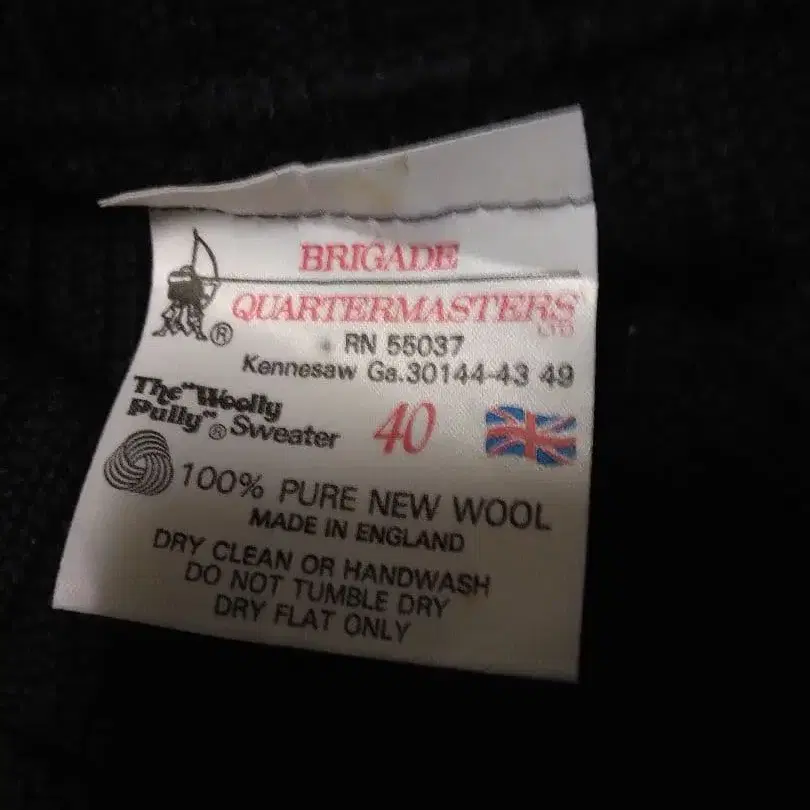 BRIGADE
QUARTERMASTERS
LTD
®
RN 55037
Kennesaw Ga.30144-43 49
The "Woolly
Pully"® Sweater
40
100% PURE NEW WOOL
MADE IN ENGLAND
DRY CLEAN OR HANDWASH
DO NOT TUMBLE DRY
DRY FLAT ONLY